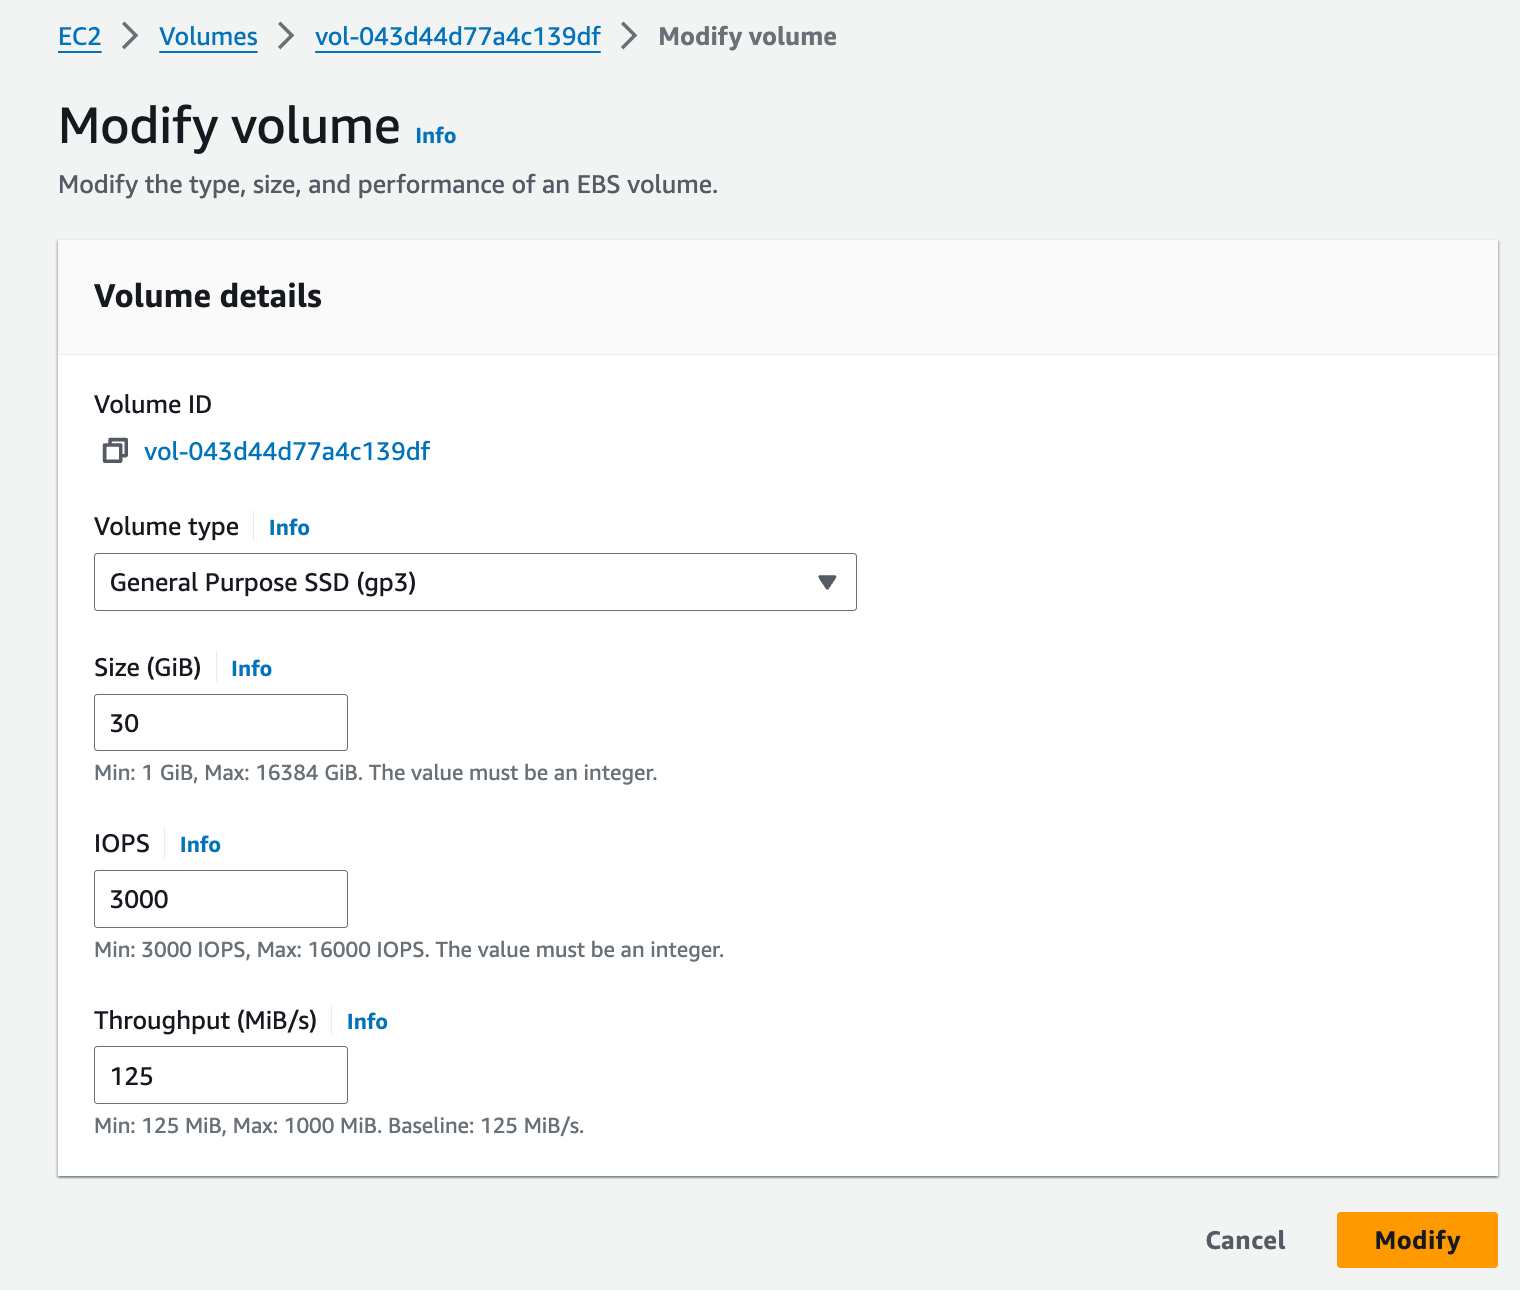 EC2 > Volumes > vol-043d44d77a4c139df > Modify volume
Modify volume Info
Modify the type, size, and performance of an EBS volume.
Volume details
Volume ID
vol-043d44d77a4c139df
Volume type Info
General Purpose SSD (gp3)
Size (GiB) Info
30
Min: 1 GiB, Max: 16384 GiB. The value must be an integer.
IOPS Info
3000
Min: 3000 IOPS, Max: 16000 IOPS. The value must be an integer.
Throughput (MiB/s) Info
125
Min: 125 MiB, Max: 1000 MiB. Baseline: 125 MiB/s.
Cancel Modify